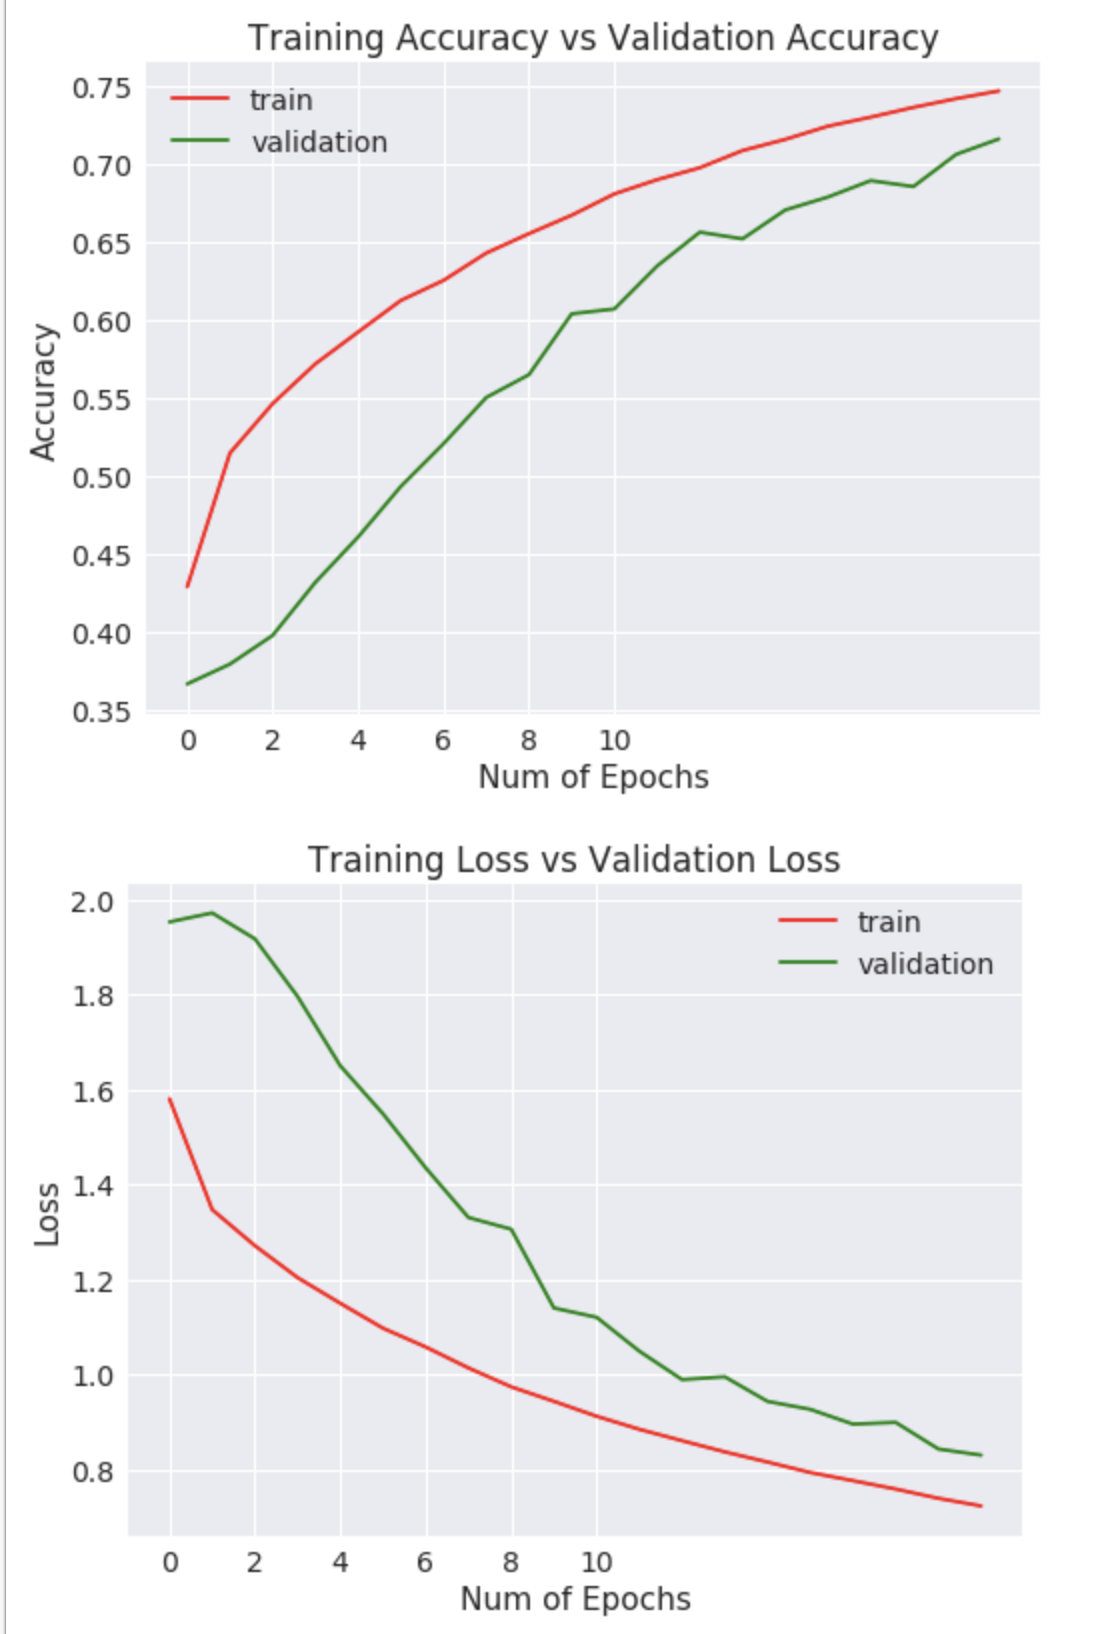 Training Accuracy vs Validation Accuracy
0.75
train
validation
0.70
0.65
0.60
0.55
0.50
0.45
0.40
0.35
Accuracy
0 2 4 6 8 10
Num of Epochs
Training Loss vs Validation Loss
2.0
train
validation
1.8
1.6
1.4
1.2
1.0
0.8
Loss
0 2 4 6 8 10
Num of Epochs